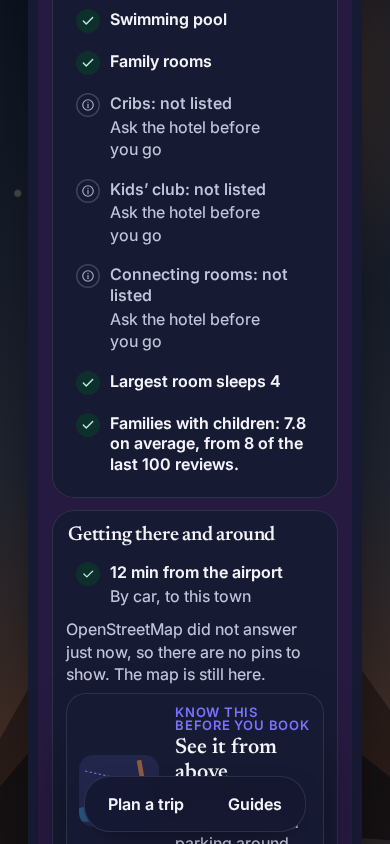 Swimming pool
Family rooms
Cribs: not listed
Ask the hotel before
you go
Kids’ club: not listed
Ask the hotel before
you go
Connecting rooms: not
listed
Ask the hotel before
you go
Largest room sleeps 4
Families with children: 7.8
on average, from 8 of the
last 100 reviews.
Getting there and around
12 min from the airport
By car, to this town
OpenStreetMap did not answer
just now, so there are no pins to
show. The map is still here.
KNOW THIS
BEFORE YOU BOOK
See it from
above
Plan a trip
Guides
parking around